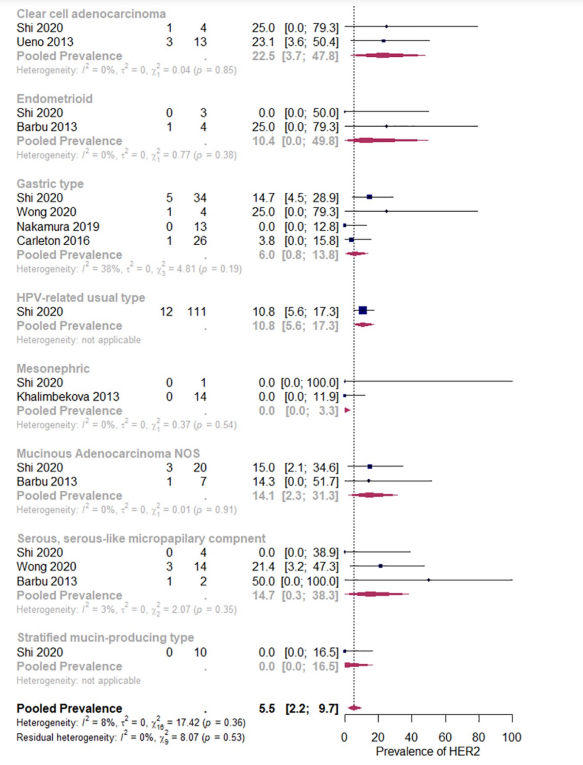 Clear cell adenocarcinoma
Shi 2020 1 4 25.0 [0.0; 79.3]
Ueno 2013 3 13 23.1 [3.6; 50.4]
Pooled Prevalence . 22.5 [3.7; 47.8]
Heterogeneity: I² = 0%, τ² = 0, χ²₁ = 0.04 (p = 0.85)
Endometrioid
Shi 2020 0 3 0.0 [0.0; 50.0]
Barbu 2013 1 4 25.0 [0.0; 79.3]
Pooled Prevalence . 10.4 [0.0; 49.8]
Heterogeneity: I² = 0%, τ² = 0, χ²₁ = 0.77 (p = 0.38)
Gastric type
Shi 2020 5 34 14.7 [4.5; 28.9]
Wong 2020 1 4 25.0 [0.0; 79.3]
Nakamura 2019 0 13 0.0 [0.0; 12.8]
Carleton 2016 1 26 3.8 [0.0; 15.8]
Pooled Prevalence . 6.0 [0.8; 13.8]
Heterogeneity: I² = 38%, τ² = 0, χ²₃ = 4.81 (p = 0.19)
HPV-related usual type
Shi 2020 12 111 10.8 [5.6; 17.3]
Pooled Prevalence . 10.8 [5.6; 17.3]
Heterogeneity: not applicable
Mesonephric
Shi 2020 0 1 0.0 [0.0; 100.0]
Khalimbekova 2013 0 14 0.0 [0.0; 11.9]
Pooled Prevalence . 0.0 [0.0; 3.3]
Heterogeneity: I² = 0%, τ² = 0, χ²₁ = 0.37 (p = 0.54)
Mucinous Adenocarcinoma NOS
Shi 2020 3 20 15.0 [2.1; 34.6]
Barbu 2013 1 7 14.3 [0.0; 51.7]
Pooled Prevalence . 14.1 [2.3; 31.3]
Heterogeneity: I² = 0%, τ² = 0, χ²₁ = 0.01 (p = 0.91)
Serous, serous-like micropapilary compnent
Shi 2020 0 4 0.0 [0.0; 38.9]
Wong 2020 3 14 21.4 [3.2; 47.3]
Barbu 2013 1 2 50.0 [0.0; 100.0]
Pooled Prevalence . 14.7 [0.3; 38.3]
Heterogeneity: I² = 3%, τ² = 0, χ²₂ = 2.07 (p = 0.35)
Stratified mucin-producing type
Shi 2020 0 10 0.0 [0.0; 16.5]
Pooled Prevalence . 0.0 [0.0; 16.5]
Heterogeneity: not applicable
Pooled Prevalence . 5.5 [2.2; 9.7]
Heterogeneity: I² = 8%, τ² = 0, χ²₁₆ = 17.42 (p = 0.36)
Residual heterogeneity: I² = 0%, χ²₉ = 8.07 (p = 0.53)
0 20 40 60 80 100
Prevalence of HER2